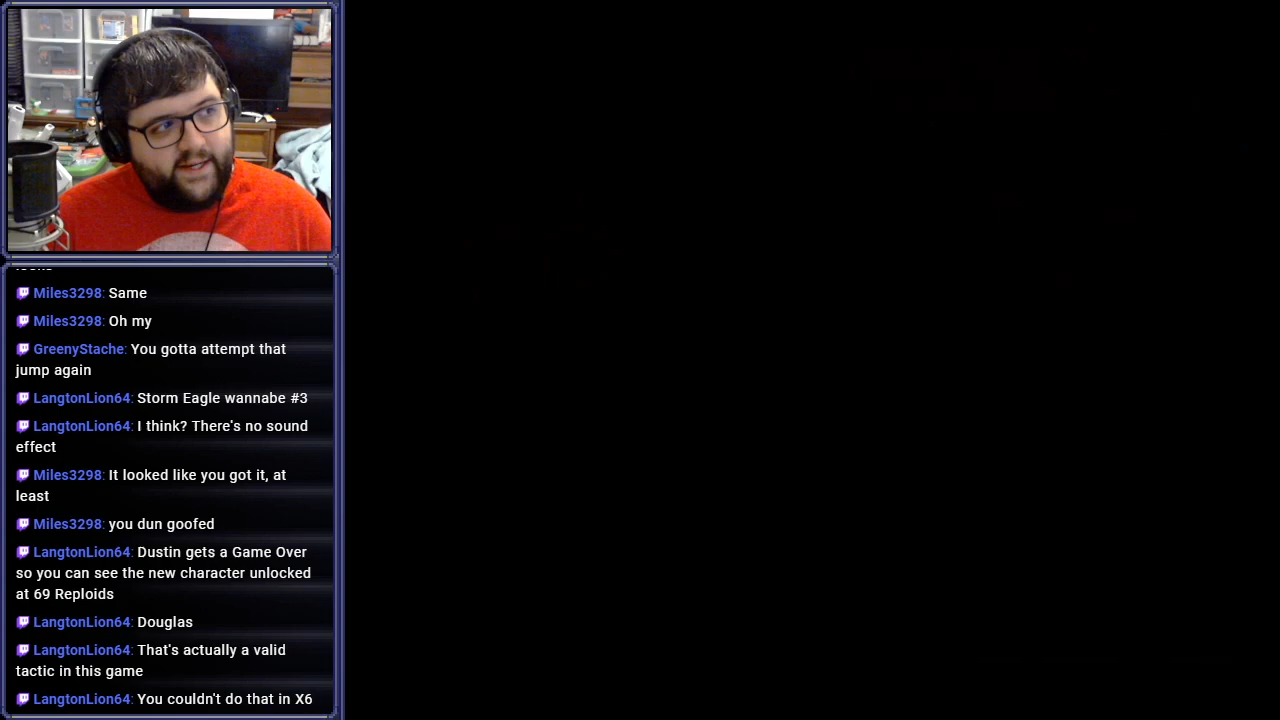 Miles3298: Same
Miles3298: Oh my
GreenyStache: You gotta attempt that
jump again
LangtonLion64: Storm Eagle wannabe #3
LangtonLion64: I think? There's no sound
effect
Miles3298: It looked like you got it, at
least
Miles3298: you dun goofed
LangtonLion64: Dustin gets a Game Over
so you can see the new character unlocked
at 69 Reploids
LangtonLion64: Douglas
LangtonLion64: That's actually a valid
tactic in this game
LangtonLion64: You couldn't do that in X6